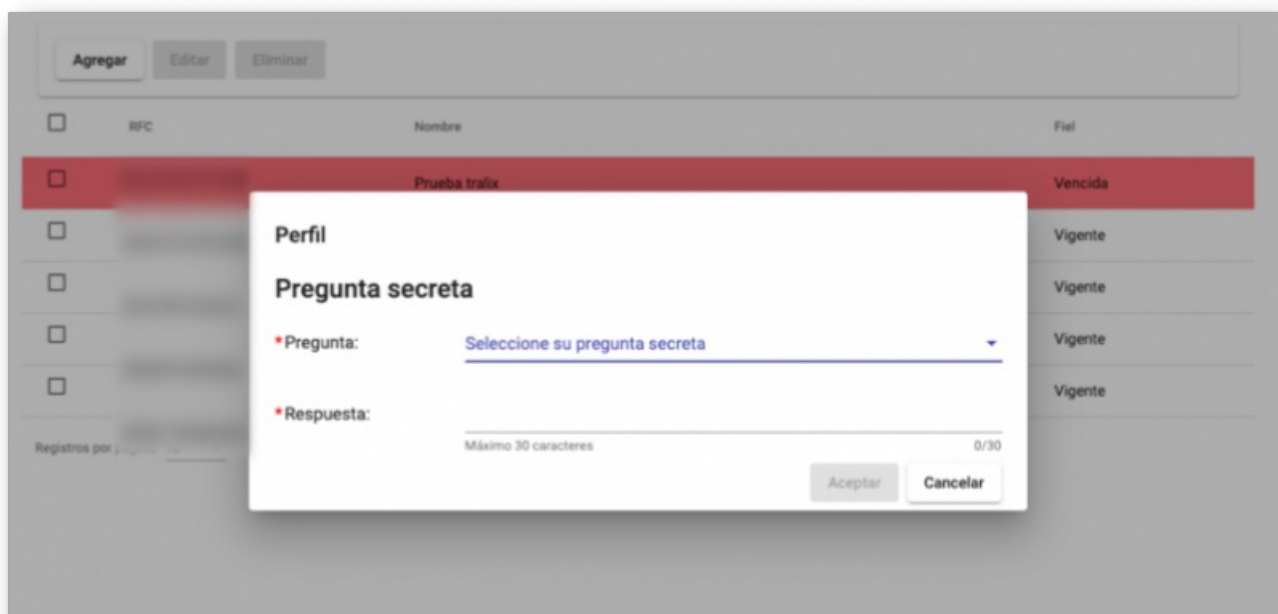 Agregar Editar Eliminar
RFC Nombre Fiel
Prueba tralix Vencida
Vigente
Vigente
Vigente
Vigente
Registros por
Perfil
Pregunta secreta
*Pregunta: Seleccione su pregunta secreta
*Respuesta:
Máximo 30 caracteres 0/30
Aceptar Cancelar